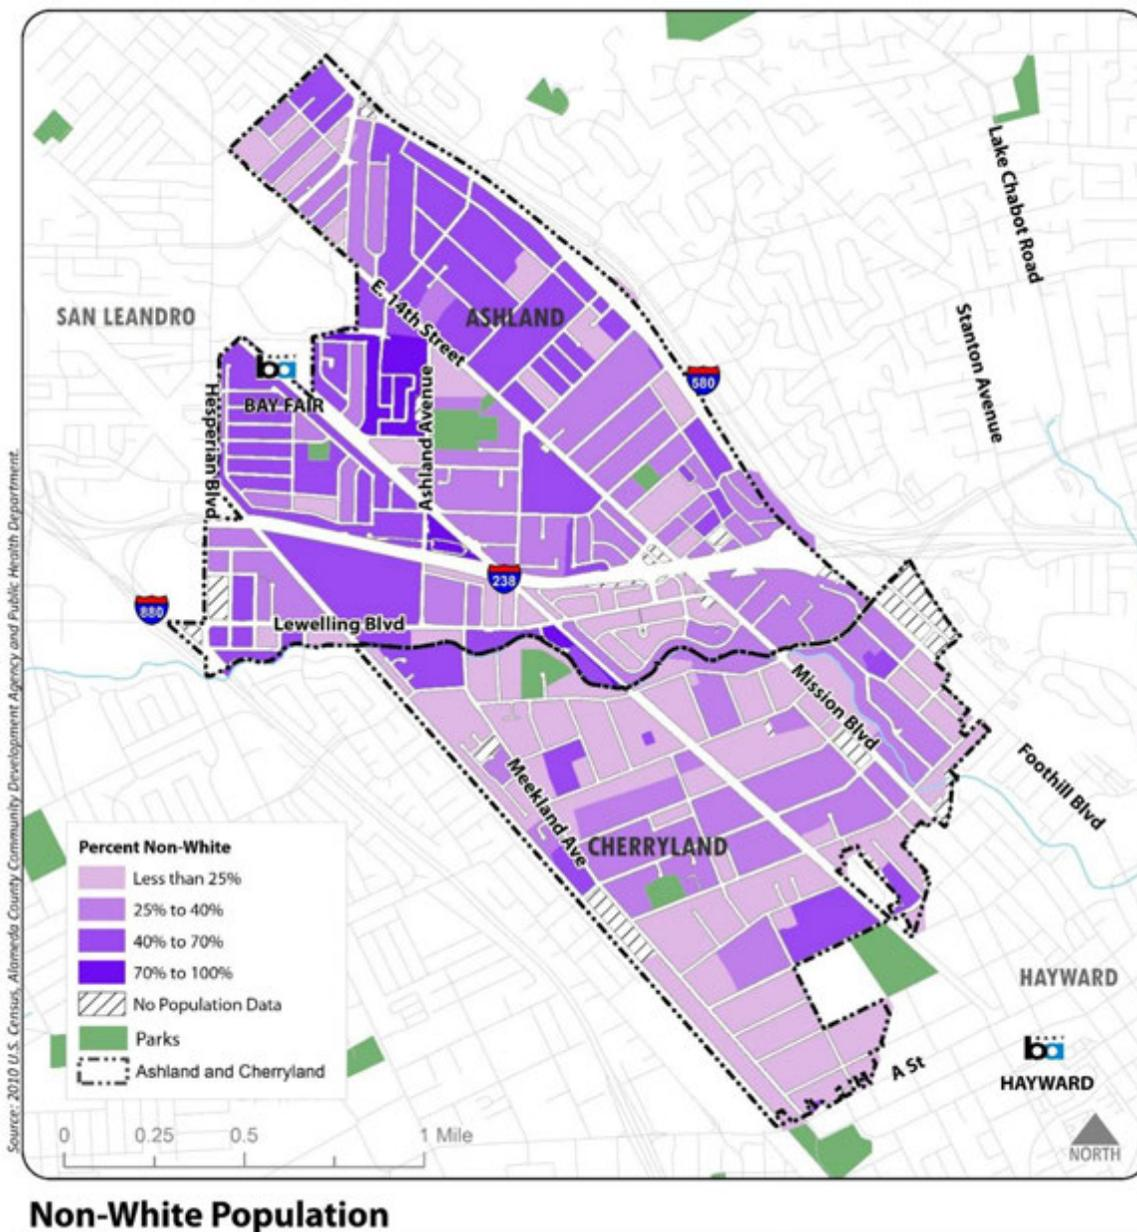 Lake Chabot Road
SAN LEANDRO
E. 14th Street
ASHLAND
Stanton Avenue
580
BART
ba
BAY FAIR
Hesperian Blvd
Ashland Avenue
238
880
Lewelling Blvd
Mission Blvd
Foothill Blvd
Meekland Ave
CHERRYLAND
Percent Non-White
Less than 25%
25% to 40%
40% to 70%
70% to 100%
No Population Data
Parks
Ashland and Cherryland
HAYWARD
BART
ba
HAYWARD
A St
0 0.25 0.5 1 Mile
NORTH
Source: 2010 U.S. Census, Alameda County Community Development Agency and Public Health Department.
Non-White Population